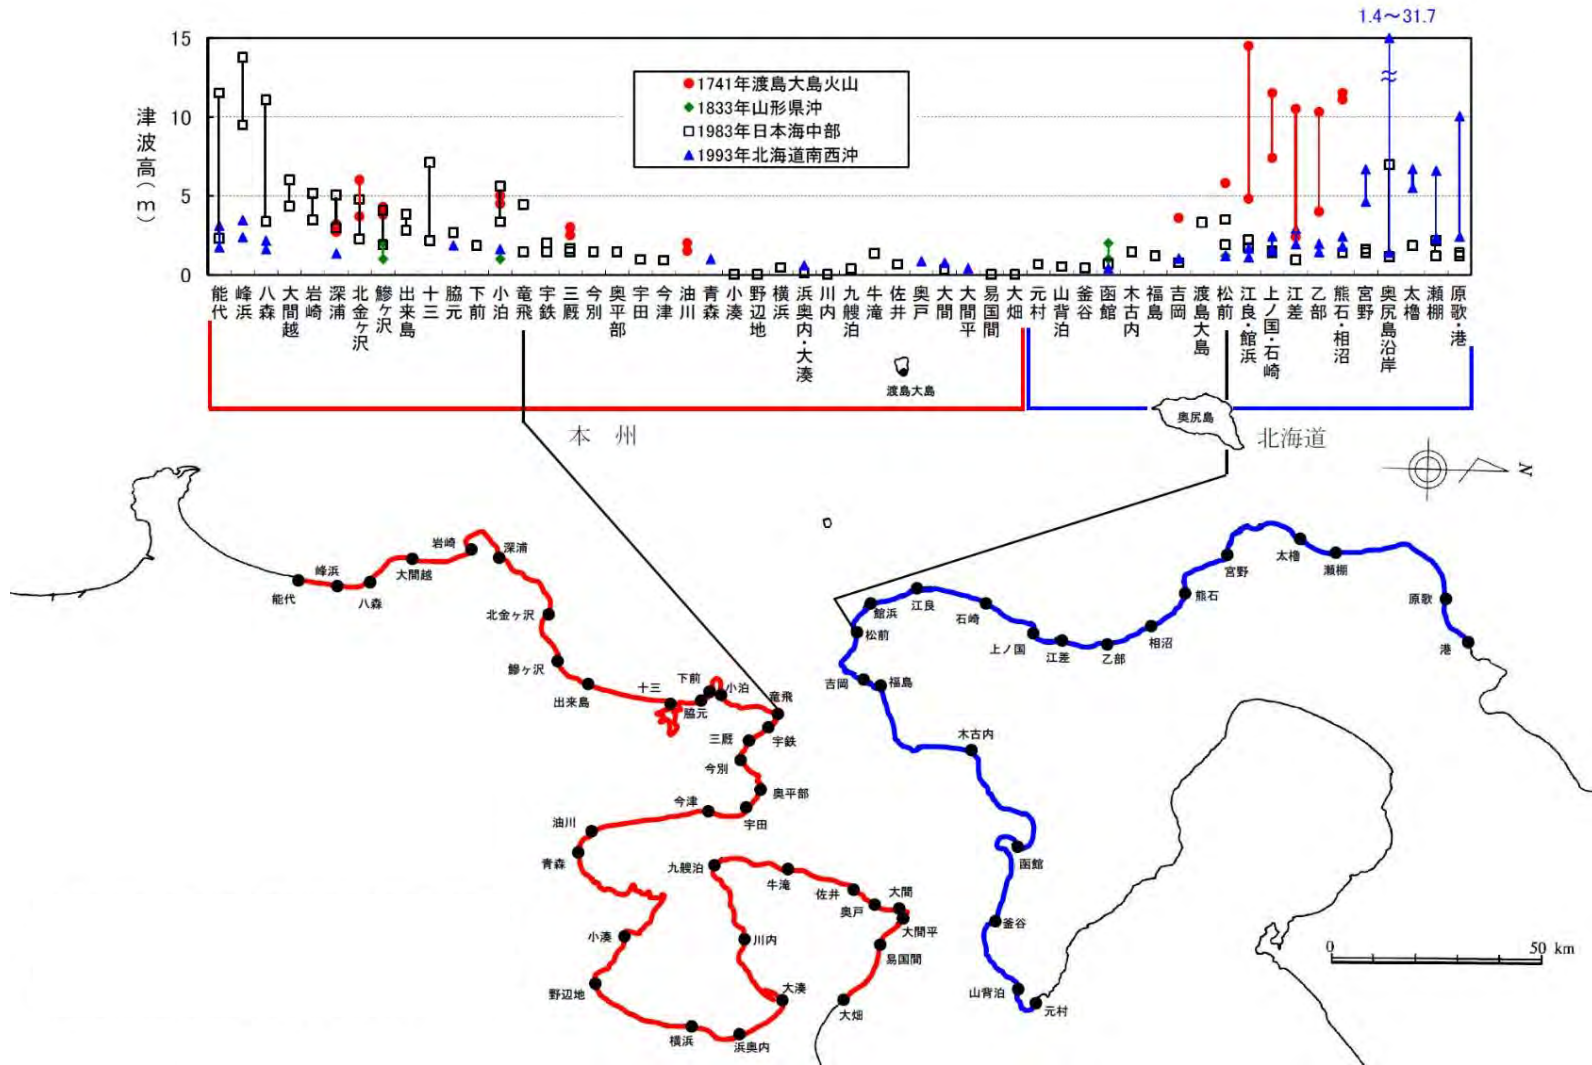 1.4～31.7
15
10
5
0
津波高(m)
1741年渡島大島火山
1833年山形県沖
1983年日本海中部
1993年北海道南西沖
能代
峰浜
八森
大間越
岩崎
深浦
北金ヶ沢
鰺ヶ沢
出来島
十三
脇元
下前
小泊
竜飛
宇鉄
三厩
今別
奥平部
宇田
今津
油川
青森
小湊
野辺地
横浜
浜奥内・大湊
川内
九艘泊
牛滝
佐井
奥戸
大間
大間平
易国間
大畑
元村
山背泊
釜谷
函館
木古内
福島
吉岡
渡島大島
松前
江良・館浜
上ノ国・石崎
江差
乙部
熊石・相沼
宮野
奥尻島沿岸
太櫓
瀬棚
原歌・港
渡島大島
奥尻島
本 州
北海道
N
能代
峰浜
八森
大間越
岩崎
深浦
北金ヶ沢
鰺ヶ沢
出来島
十三
脇元
下前
小泊
竜飛
宇鉄
三厩
今別
奥平部
宇田
今津
油川
青森
小湊
野辺地
横浜
浜奥内
大湊
川内
九艘泊
牛滝
佐井
奥戸
大間
大間平
島国間
大畑
館浜
松前
江良
石崎
上ノ国
江差
乙部
相沼
熊石
宮野
太櫓
瀬棚
原歌
港
吉岡
福島
木古内
函館
釜谷
山背泊
元村
0
50 km